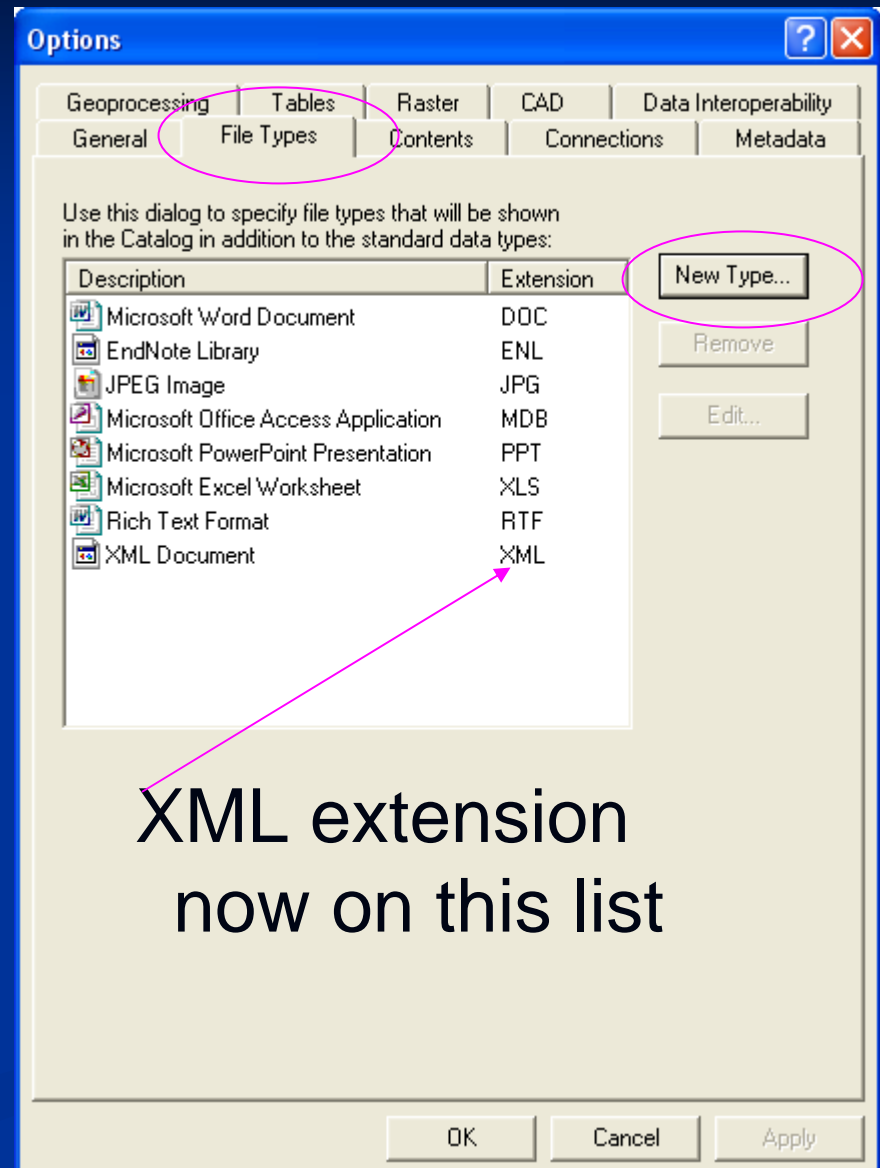 Options
Geoprocessing Tables Raster CAD Data Interoperability
General File Types Contents Connections Metadata
Use this dialog to specify file types that will be shown
in the Catalog in addition to the standard data types:
Description Extension
New Type...
Microsoft Word Document DOC
EndNote Library ENL
Remove
JPEG Image JPG
Microsoft Office Access Application MDB
Edit...
Microsoft PowerPoint Presentation PPT
Microsoft Excel Worksheet XLS
Rich Text Format RTF
XML Document XML
XML extension
now on this list
OK Cancel Apply